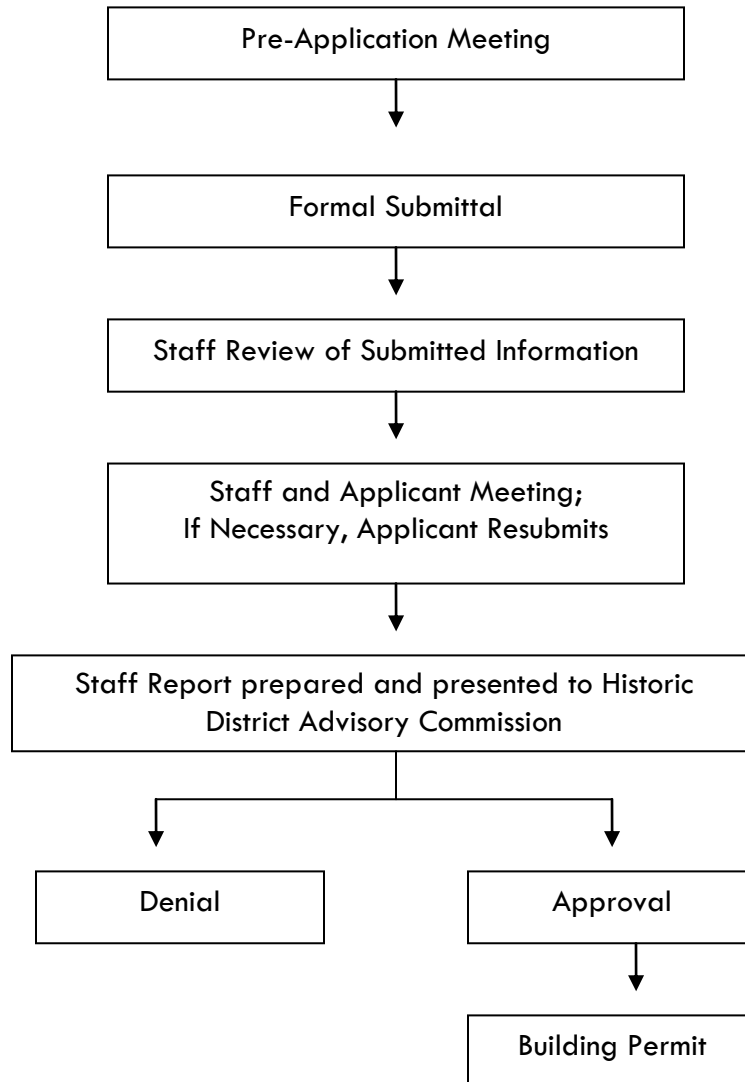 Pre-Application Meeting
Formal Submittal
Staff Review of Submitted Information
Staff and Applicant Meeting;
If Necessary, Applicant Resubmits
Staff Report prepared and presented to Historic
District Advisory Commission
Denial
Approval
Building Permit